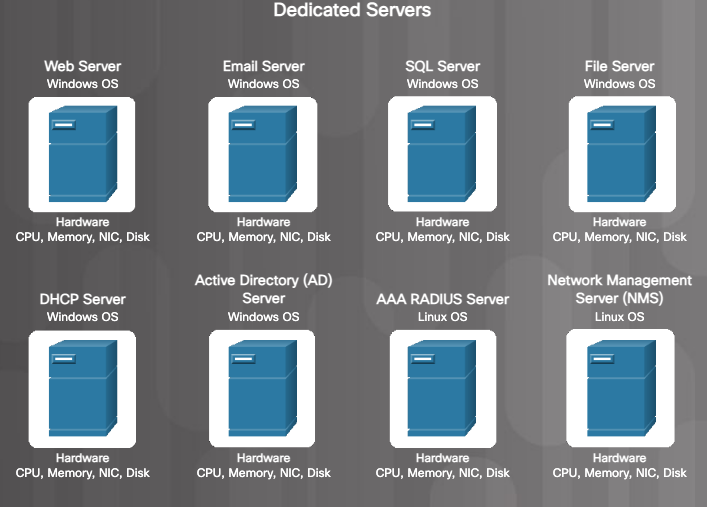 Dedicated Servers
Web Server
Windows OS
Hardware
CPU, Memory, NIC, Disk
Email Server
Windows OS
Hardware
CPU, Memory, NIC, Disk
SQL Server
Windows OS
Hardware
CPU, Memory, NIC, Disk
File Server
Windows OS
Hardware
CPU, Memory, NIC, Disk
DHCP Server
Windows OS
Hardware
CPU, Memory, NIC, Disk
Active Directory (AD)
Server
Windows OS
Hardware
CPU, Memory, NIC, Disk
AAA RADIUS Server
Linux OS
Hardware
CPU, Memory, NIC, Disk
Network Management
Server (NMS)
Linux OS
Hardware
CPU, Memory, NIC, Disk